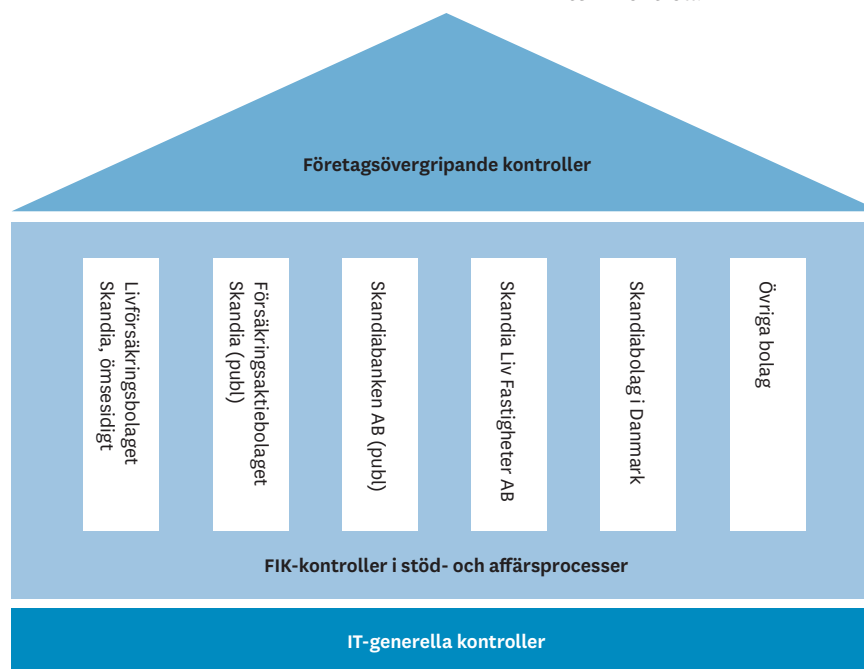 Företagsövergripande kontroller
Livförsäkringsbolaget
Skandia, ömsesidigt
Försäkringsaktiebolaget
Skandia (publ)
Skandiabanken AB (publ)
Skandia Liv Fastigheter AB
Skandiabolag i Danmark
Övriga bolag
FIK-kontroller i stöd- och affärsprocesser
IT-generella kontroller